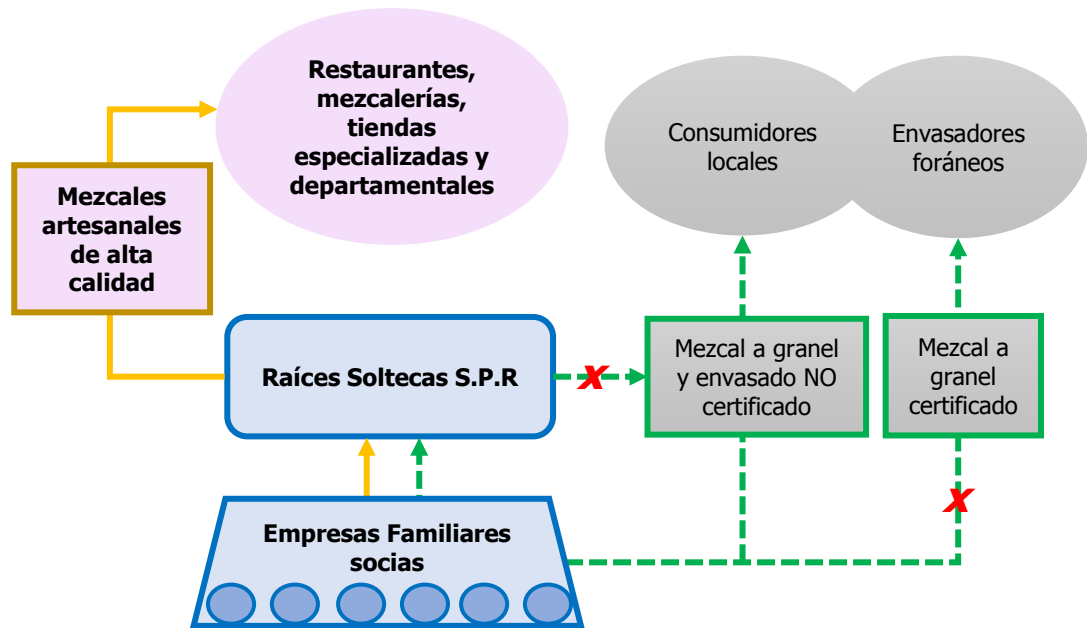 Restaurantes,
mezcalerías,
tiendas
especializadas y
departamentales
Consumidores
locales
Envasadores
foráneos
Mezcales
artesanales
de alta
calidad
Raíces Soltecas S.P.R
X
Mezcal a granel
y envasado NO
certificado
Mezcal a
granel
certificado
X
Empresas Familiares
socias